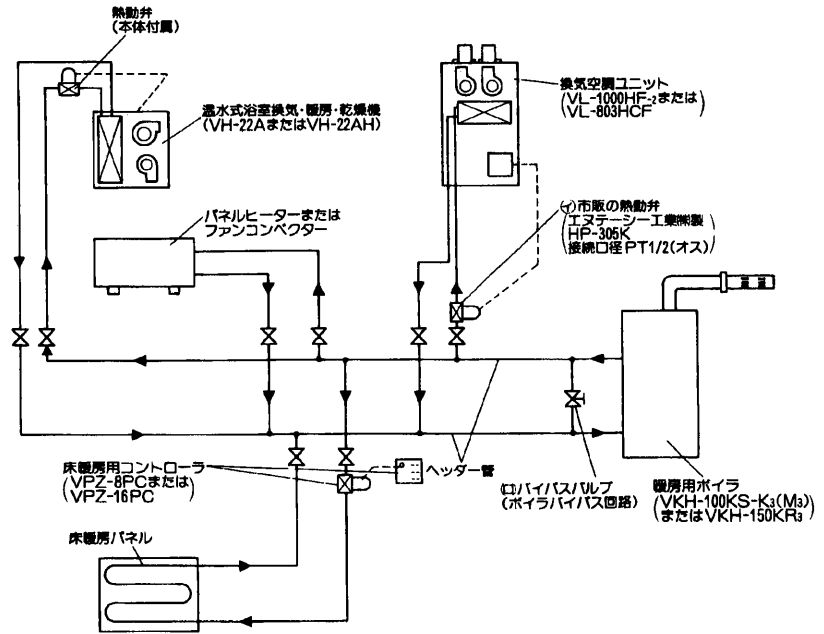 熱動弁
(本体付属)
温水式浴室換気・暖房・乾燥機
(VH-22AまたはVH-22AH)
換気空調ユニット
(VL-1000HF-2または
VL-803HCF)
パネルヒーターまたは
ファンコンベクター
(イ)市販の熱動弁
(エヌテーシー工業㈱製
HP-305K
接続口径PT1/2(オス))
床暖房用コントローラ
(VPZ-8PCまたは
VPZ-16PC)
ヘッダー管
(ロ)バイパスバルブ
(ボイラバイパス回路)
暖房用ボイラ
(VKH-100KS-K3(M3)
またはVKH-150KR3)
床暖房パネル